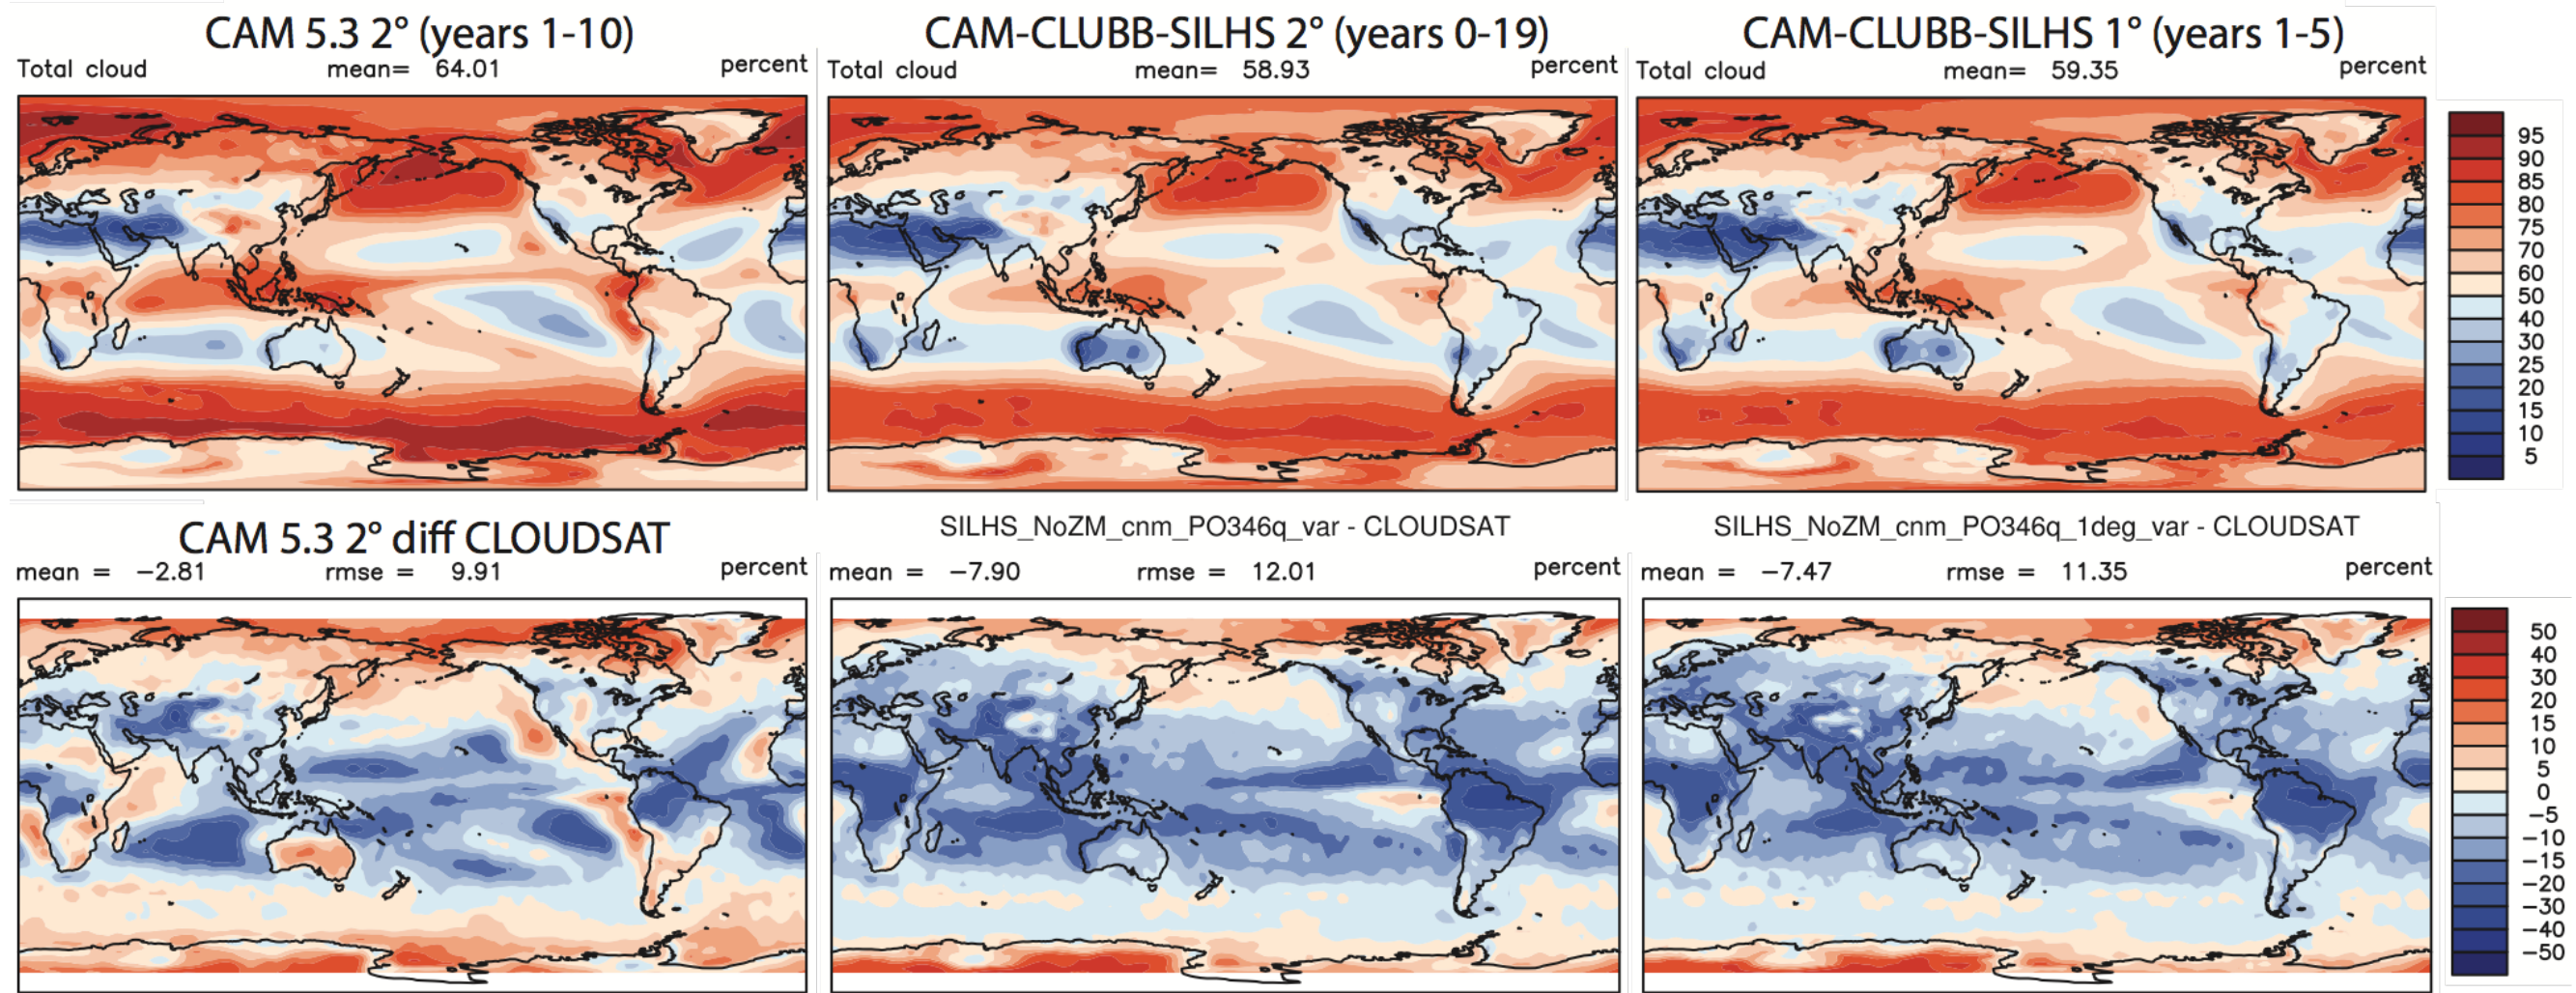 CAM 5.3 2° (years 1-10)
Total cloud mean= 64.01 percent
CAM-CLUBB-SILHS 2° (years 0-19)
Total cloud mean= 58.93 percent
CAM-CLUBB-SILHS 1° (years 1-5)
Total cloud mean= 59.35 percent
95
90
85
80
75
70
60
50
40
30
25
20
15
10
5
CAM 5.3 2° diff CLOUDSAT
mean = −2.81 rmse = 9.91 percent
SILHS_NoZM_cnm_PO346q_var - CLOUDSAT
mean = −7.90 rmse = 12.01 percent
SILHS_NoZM_cnm_PO346q_1deg_var - CLOUDSAT
mean = −7.47 rmse = 11.35 percent
50
40
30
20
15
10
5
0
−5
−10
−15
−20
−30
−40
−50